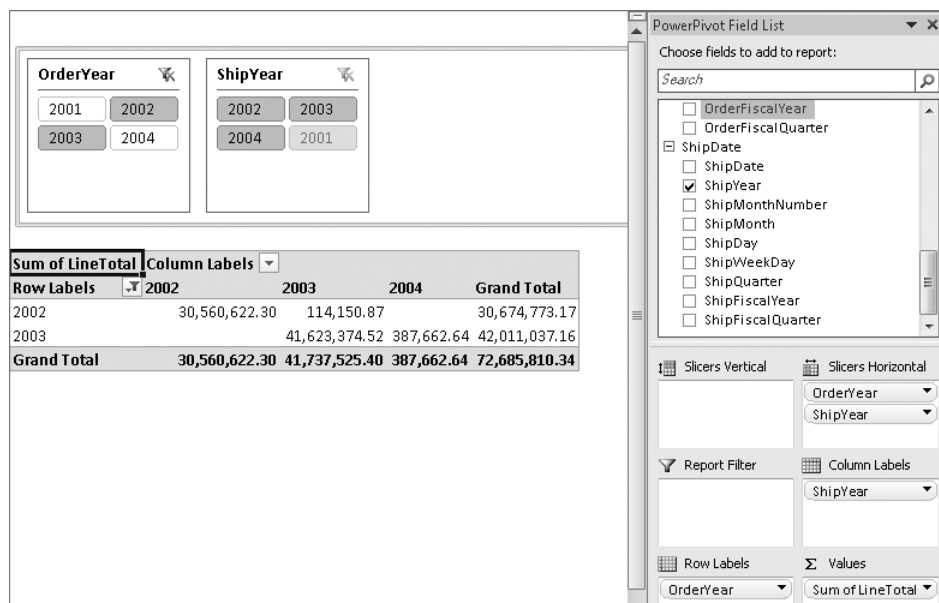 OrderYear
2001 2002
2003 2004
ShipYear
2002 2003
2004 2001
Sum of LineTotal Column Labels
Row Labels 2002 2003 2004 Grand Total
2002 30,560,622.30 114,150.87 30,674,773.17
2003 41,623,374.52 387,662.64 42,011,037.16
Grand Total 30,560,622.30 41,737,525.40 387,662.64 72,685,810.34
PowerPivot Field List
Choose fields to add to report:
Search
OrderFiscalYear
OrderFiscalQuarter
ShipDate
ShipDate
ShipYear
ShipMonthNumber
ShipMonth
ShipDay
ShipWeekDay
ShipQuarter
ShipFiscalYear
ShipFiscalQuarter
Slicers Vertical
Slicers Horizontal
OrderYear
ShipYear
Report Filter
Column Labels
ShipYear
Row Labels
OrderYear
Σ Values
Sum of LineTotal